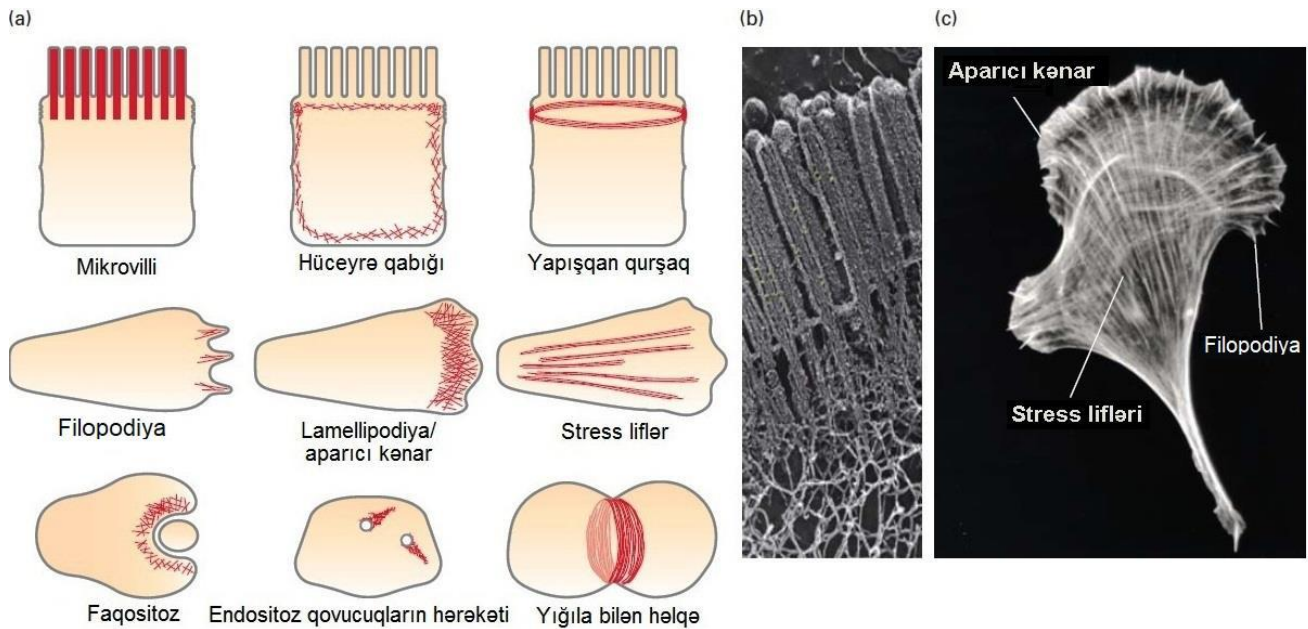 (a)
(b)
(c)
Mikrovilli
Hüceyrə qabığı
Yapışqan qurşaq
Filopodiya
Lamellipodiya/
aparıcı kənar
Stress liflər
Faqositoz
Endositoz qovucuqların hərəkəti
Yığıla bilən həlqə
Aparıcı kənar
Filopodiya
Stress lifləri